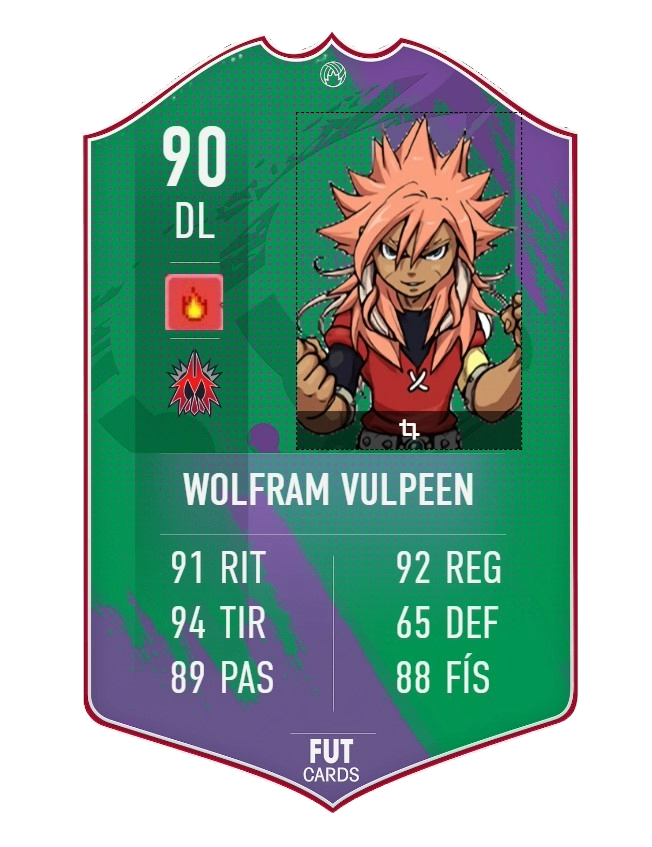 90
DL
WOLFRAM VULPEEN
91 RIT
94 TIR
89 PAS
92 REG
65 DEF
88 FÍS
FUT
CARDS